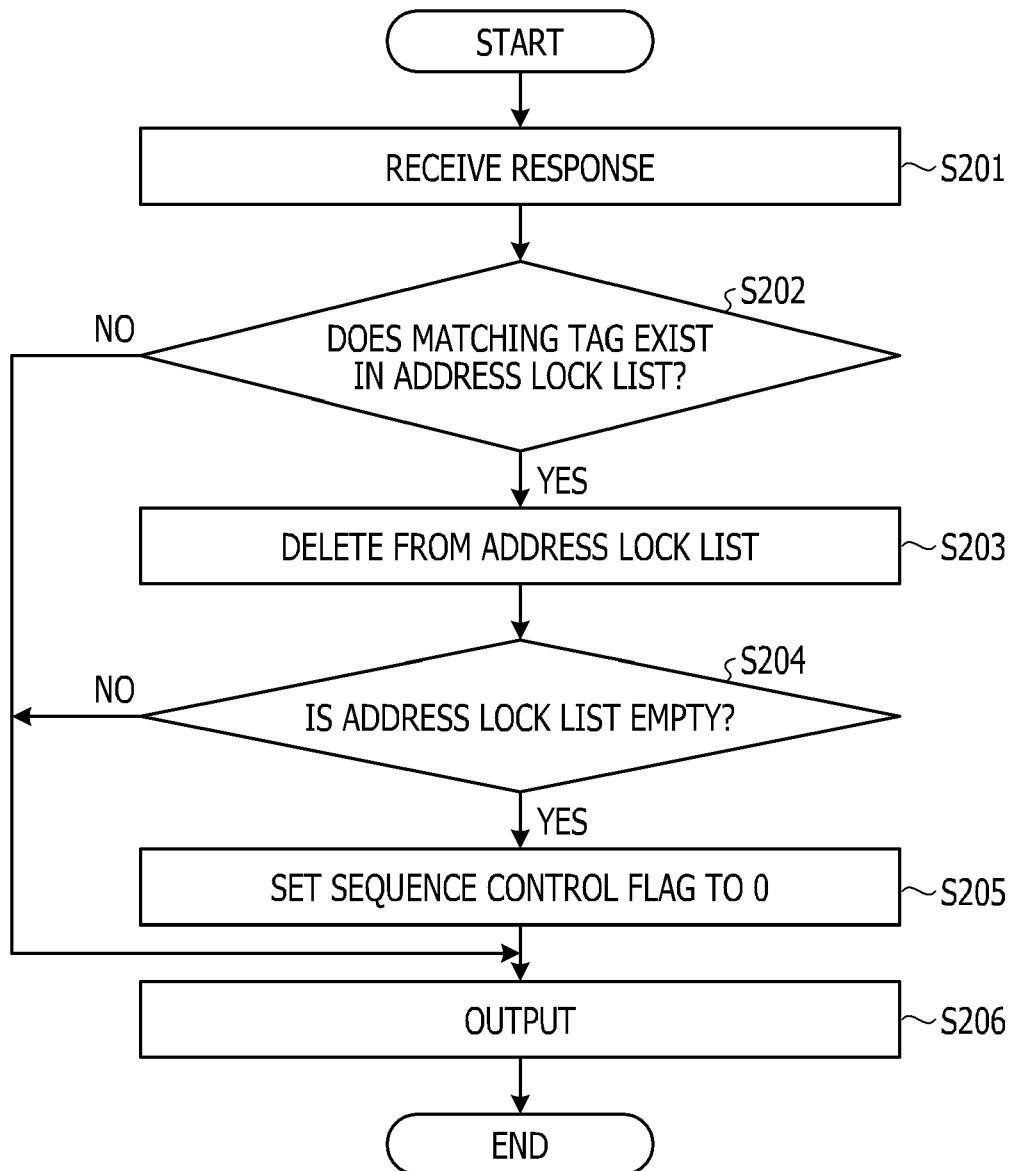 START
RECEIVE RESPONSE
S201
S202
NO
DOES MATCHING TAG EXIST
IN ADDRESS LOCK LIST?
YES
DELETE FROM ADDRESS LOCK LIST
S203
S204
NO
IS ADDRESS LOCK LIST EMPTY?
YES
SET SEQUENCE CONTROL FLAG TO 0
S205
OUTPUT
S206
END